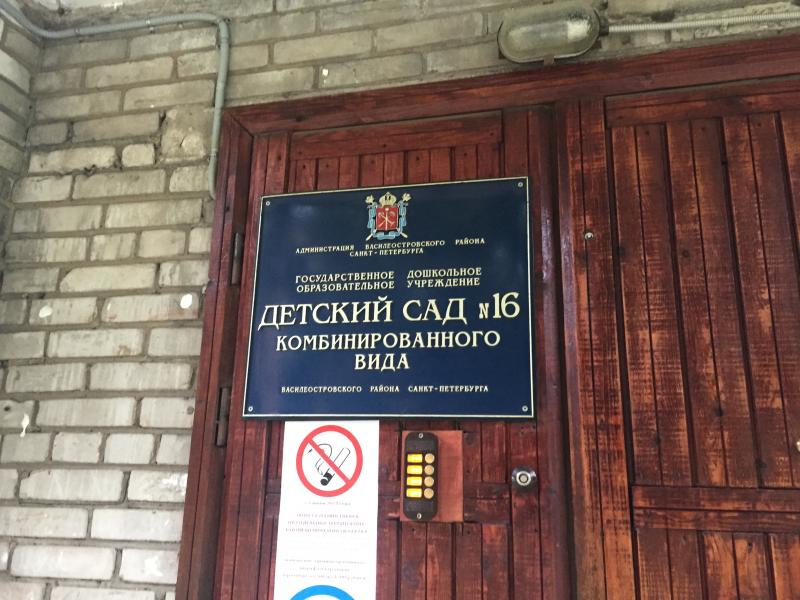 АДМИНИСТРАЦИЯ ВАСИЛЕОСТРОВСКОГО РАЙОНА
САНКТ-ПЕТЕРБУРГА
ГОСУДАРСТВЕННОЕ ДОШКОЛЬНОЕ
ОБРАЗОВАТЕЛЬНОЕ УЧРЕЖДЕНИЕ
ДЕТСКИЙ САД №16
КОМБИНИРОВАННОГО
ВИДА
ВАСИЛЕОСТРОВСКОГО РАЙОНА САНКТ-ПЕТЕРБУРГА